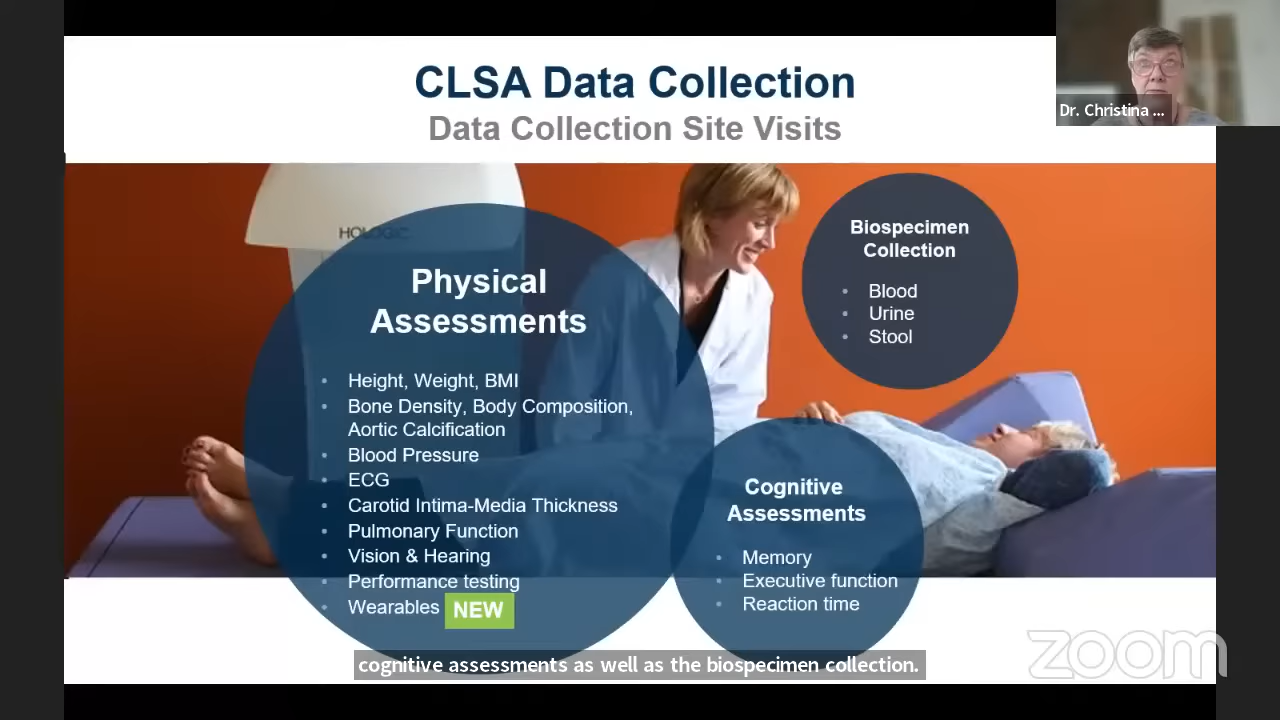 CLSA Data Collection
Data Collection Site Visits
Dr. Christina ...
HOLOGIC
Physical
Assessments
• Height, Weight, BMI
• Bone Density, Body Composition,
Aortic Calcification
• Blood Pressure
• ECG
• Carotid Intima-Media Thickness
• Pulmonary Function
• Vision & Hearing
• Performance testing
• Wearables NEW
Biospecimen
Collection
• Blood
• Urine
• Stool
Cognitive
Assessments
• Memory
• Executive function
• Reaction time
cognitive assessments as well as the biospecimen collection.
zoom